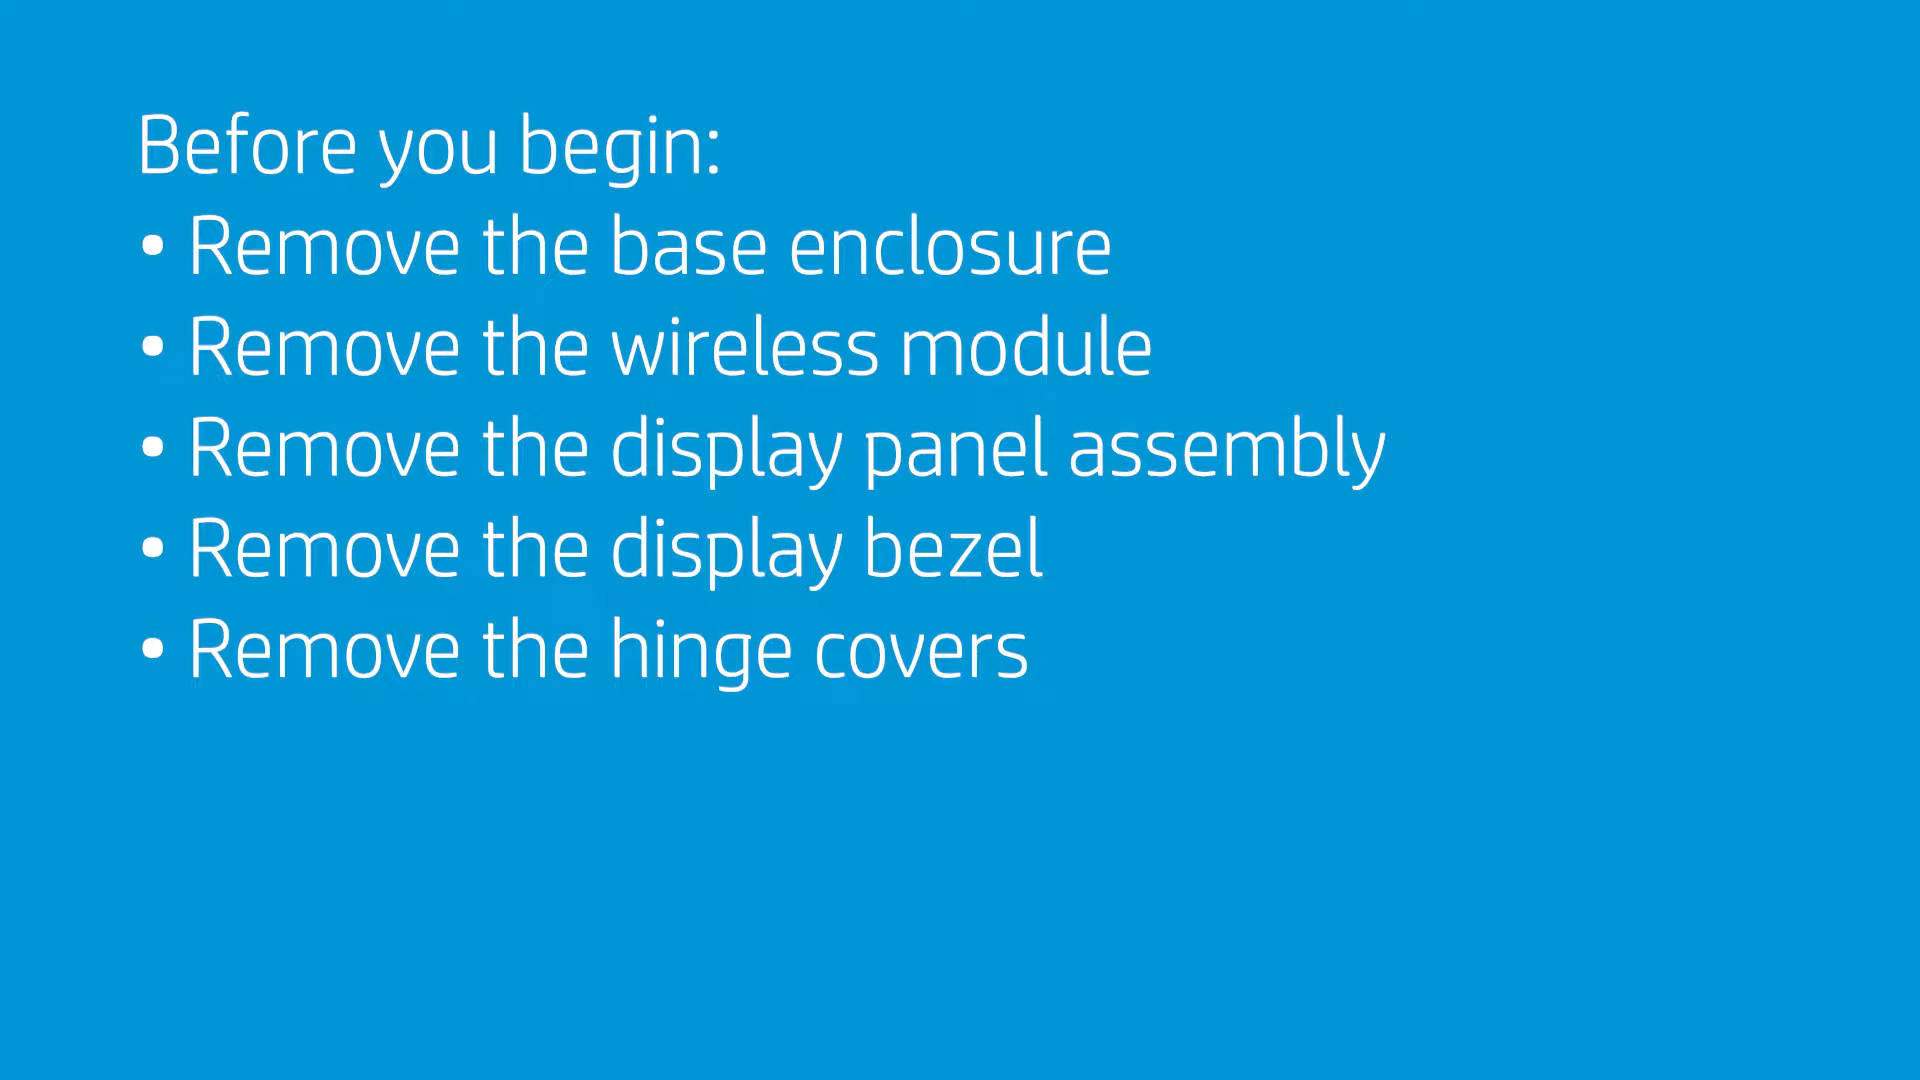 Before you begin:
• Remove the base enclosure
• Remove the wireless module
• Remove the display panel assembly
• Remove the display bezel
• Remove the hinge covers